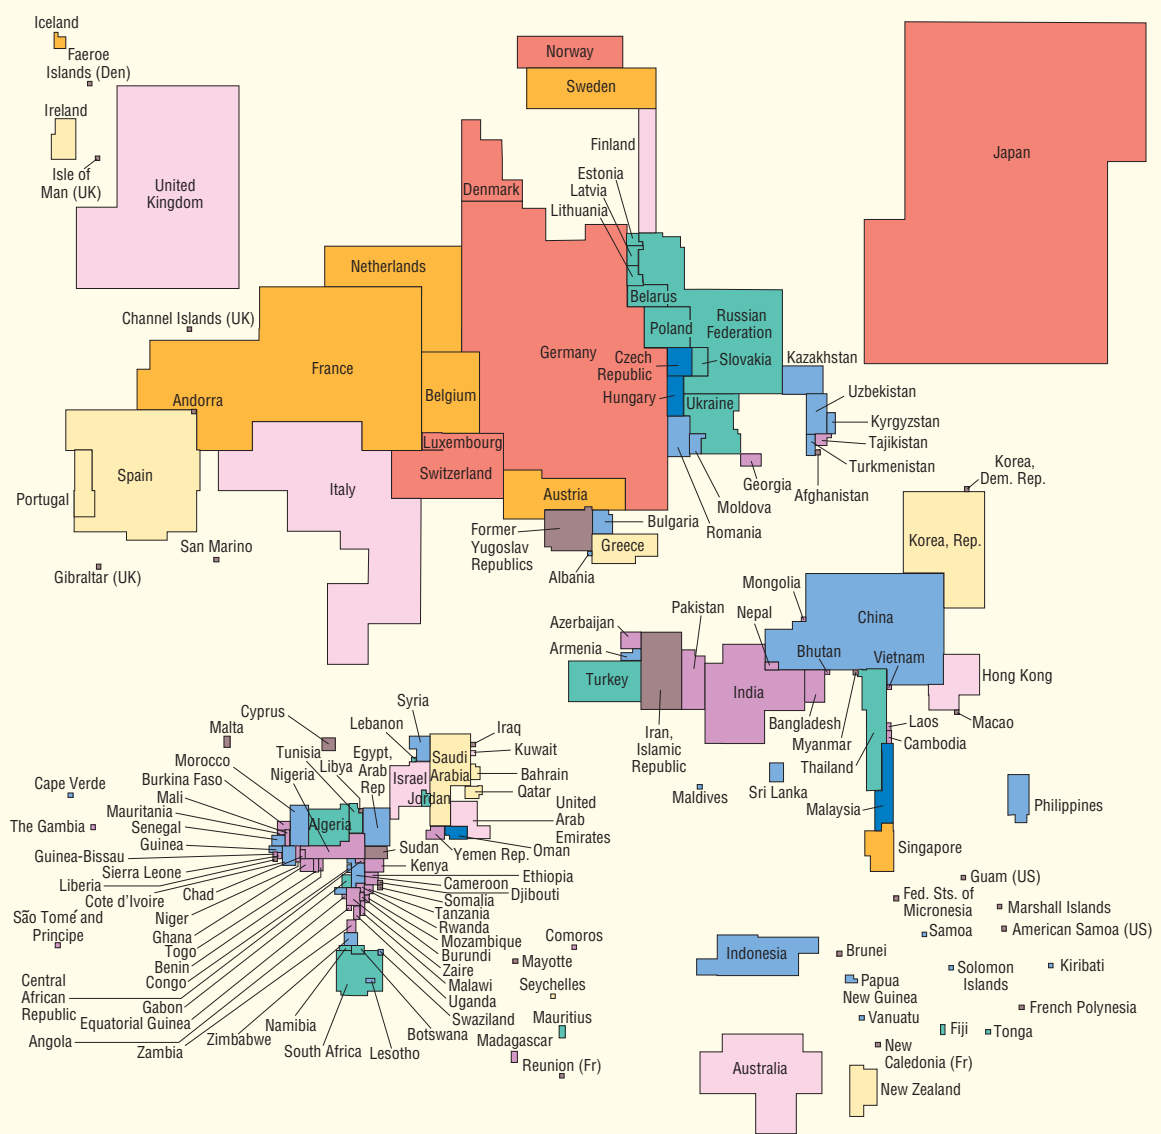 Iceland
Faeroe
Islands (Den)
Ireland
Isle of
Man (UK)
United
Kingdom
Norway
Sweden
Finland
Estonia
Latvia
Lithuania
Denmark
Japan
Netherlands
Belarus
Russian
Federation
Poland
Channel Islands (UK)
France
Germany
Czech
Republic
Slovakia
Kazakhstan
Hungary
Ukraine
Uzbekistan
Kyrgyzstan
Tajikistan
Turkmenistan
Afghanistan
Andorra
Belgium
Luxembourg
Switzerland
Spain
Portugal
Italy
Austria
Georgia
Moldova
Romania
Bulgaria
Former
Yugoslav
Republics
Greece
Albania
San Marino
Gibraltar (UK)
Korea,
Dem. Rep.
Korea, Rep.
Mongolia
China
Nepal
Pakistan
Azerbaijan
Armenia
Turkey
Iran,
Islamic
Republic
India
Bhutan
Vietnam
Hong Kong
Bangladesh
Myanmar
Macao
Laos
Cambodia
Thailand
Malaysia
Maldives
Sri Lanka
Philippines
Singapore
Syria
Cyprus
Malta
Lebanon
Tunisia
Egypt,
Arab
Rep
Libya
Morocco
Nigeria
Burkina Faso
Cape Verde
Mali
Mauritania
The Gambia
Senegal
Guinea
Guinea-Bissau
Sierra Leone
Liberia
Cote d’Ivoire
Chad
Niger
São Tomé and
Principe
Ghana
Togo
Benin
Congo
Central
African
Republic
Gabon
Equatorial Guinea
Angola
Zambia
Zimbabwe
Namibia
South Africa
Lesotho
Botswana
Swaziland
Uganda
Malawi
Zaire
Burundi
Mozambique
Rwanda
Tanzania
Somalia
Djibouti
Cameroon
Ethiopia
Kenya
Sudan
Algeria
Israel
Jordan
Saudi
Arabia
Iraq
Kuwait
Bahrain
Qatar
United
Arab
Emirates
Oman
Yemen Rep.
Comoros
Mayotte
Seychelles
Mauritius
Madagascar
Reunion (Fr)
Guam (US)
Fed. Sts. of
Micronesia
Marshall Islands
American Samoa (US)
Samoa
Indonesia
Brunei
Papua
New Guinea
Solomon
Islands
Kiribati
French Polynesia
Vanuatu
Fiji
Tonga
New
Caledonia (Fr)
Australia
New Zealand